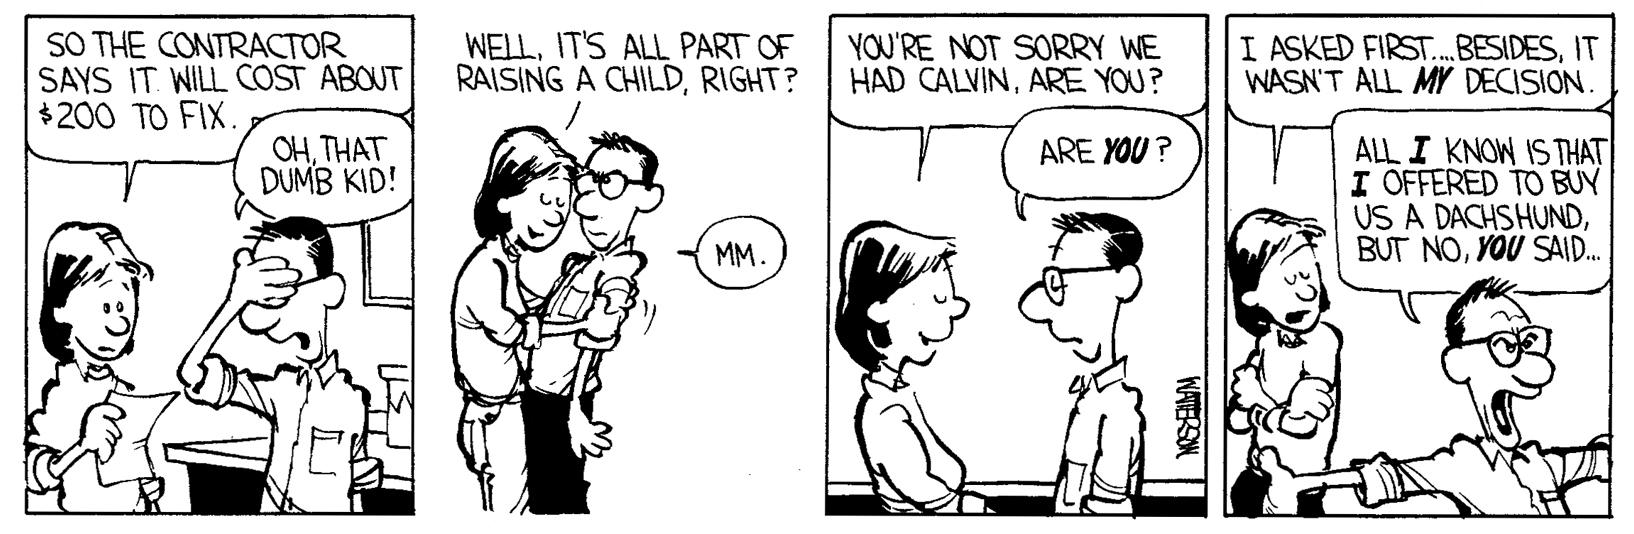 SO THE CONTRACTOR
SAYS IT WILL COST ABOUT
$200 TO FIX.
OH, THAT
DUMB KID!
WELL, IT'S ALL PART OF
RAISING A CHILD, RIGHT?
MM.
YOU'RE NOT SORRY WE
HAD CALVIN, ARE YOU?
ARE YOU?
WATTERSON
I ASKED FIRST....BESIDES, IT
WASN'T ALL MY DECISION.
ALL I KNOW IS THAT
I OFFERED TO BUY
US A DACHSHUND,
BUT NO, YOU SAID...